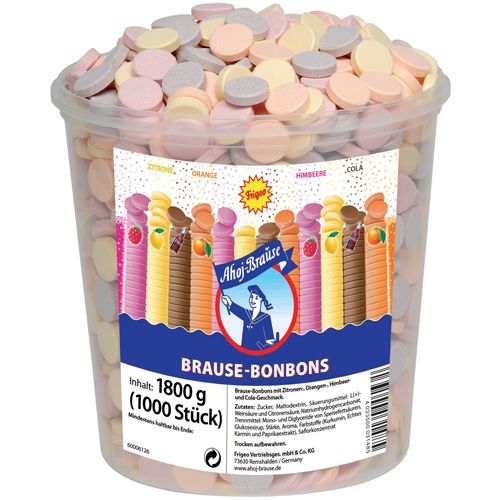 ZITRONE
ORANGE
HIMBEERE
COLA
Frigeo
Ahoj-Brause
BRAUSE-BONBONS
Inhalt: 1800 g
(1000 Stück)
Mindestens haltbar bis Ende:
60006126
Brause-Bonbons mit Zitronen-, Orangen-, Himbeer-
und Cola-Geschmack.
Zutaten: Zucker, Maltodextrin, Säuerungsmittel: L(+)-
Weinsäure und Citronensäure, Natriumhydrogencarbonat,
Trennmittel: Mono- und Diglyceride von Speisefettsäuren,
Glukosesirup, Stärke, Aroma, Farbstoffe (Kurkumin, Echtes
Karmin und Paprikaextrakt), Saflorkonzentrat
Trocken aufbewahren.
Frigeo Vertriebsges. mbH & Co. KG
73630 Remshalden / Germany
www.ahoj-brause.de